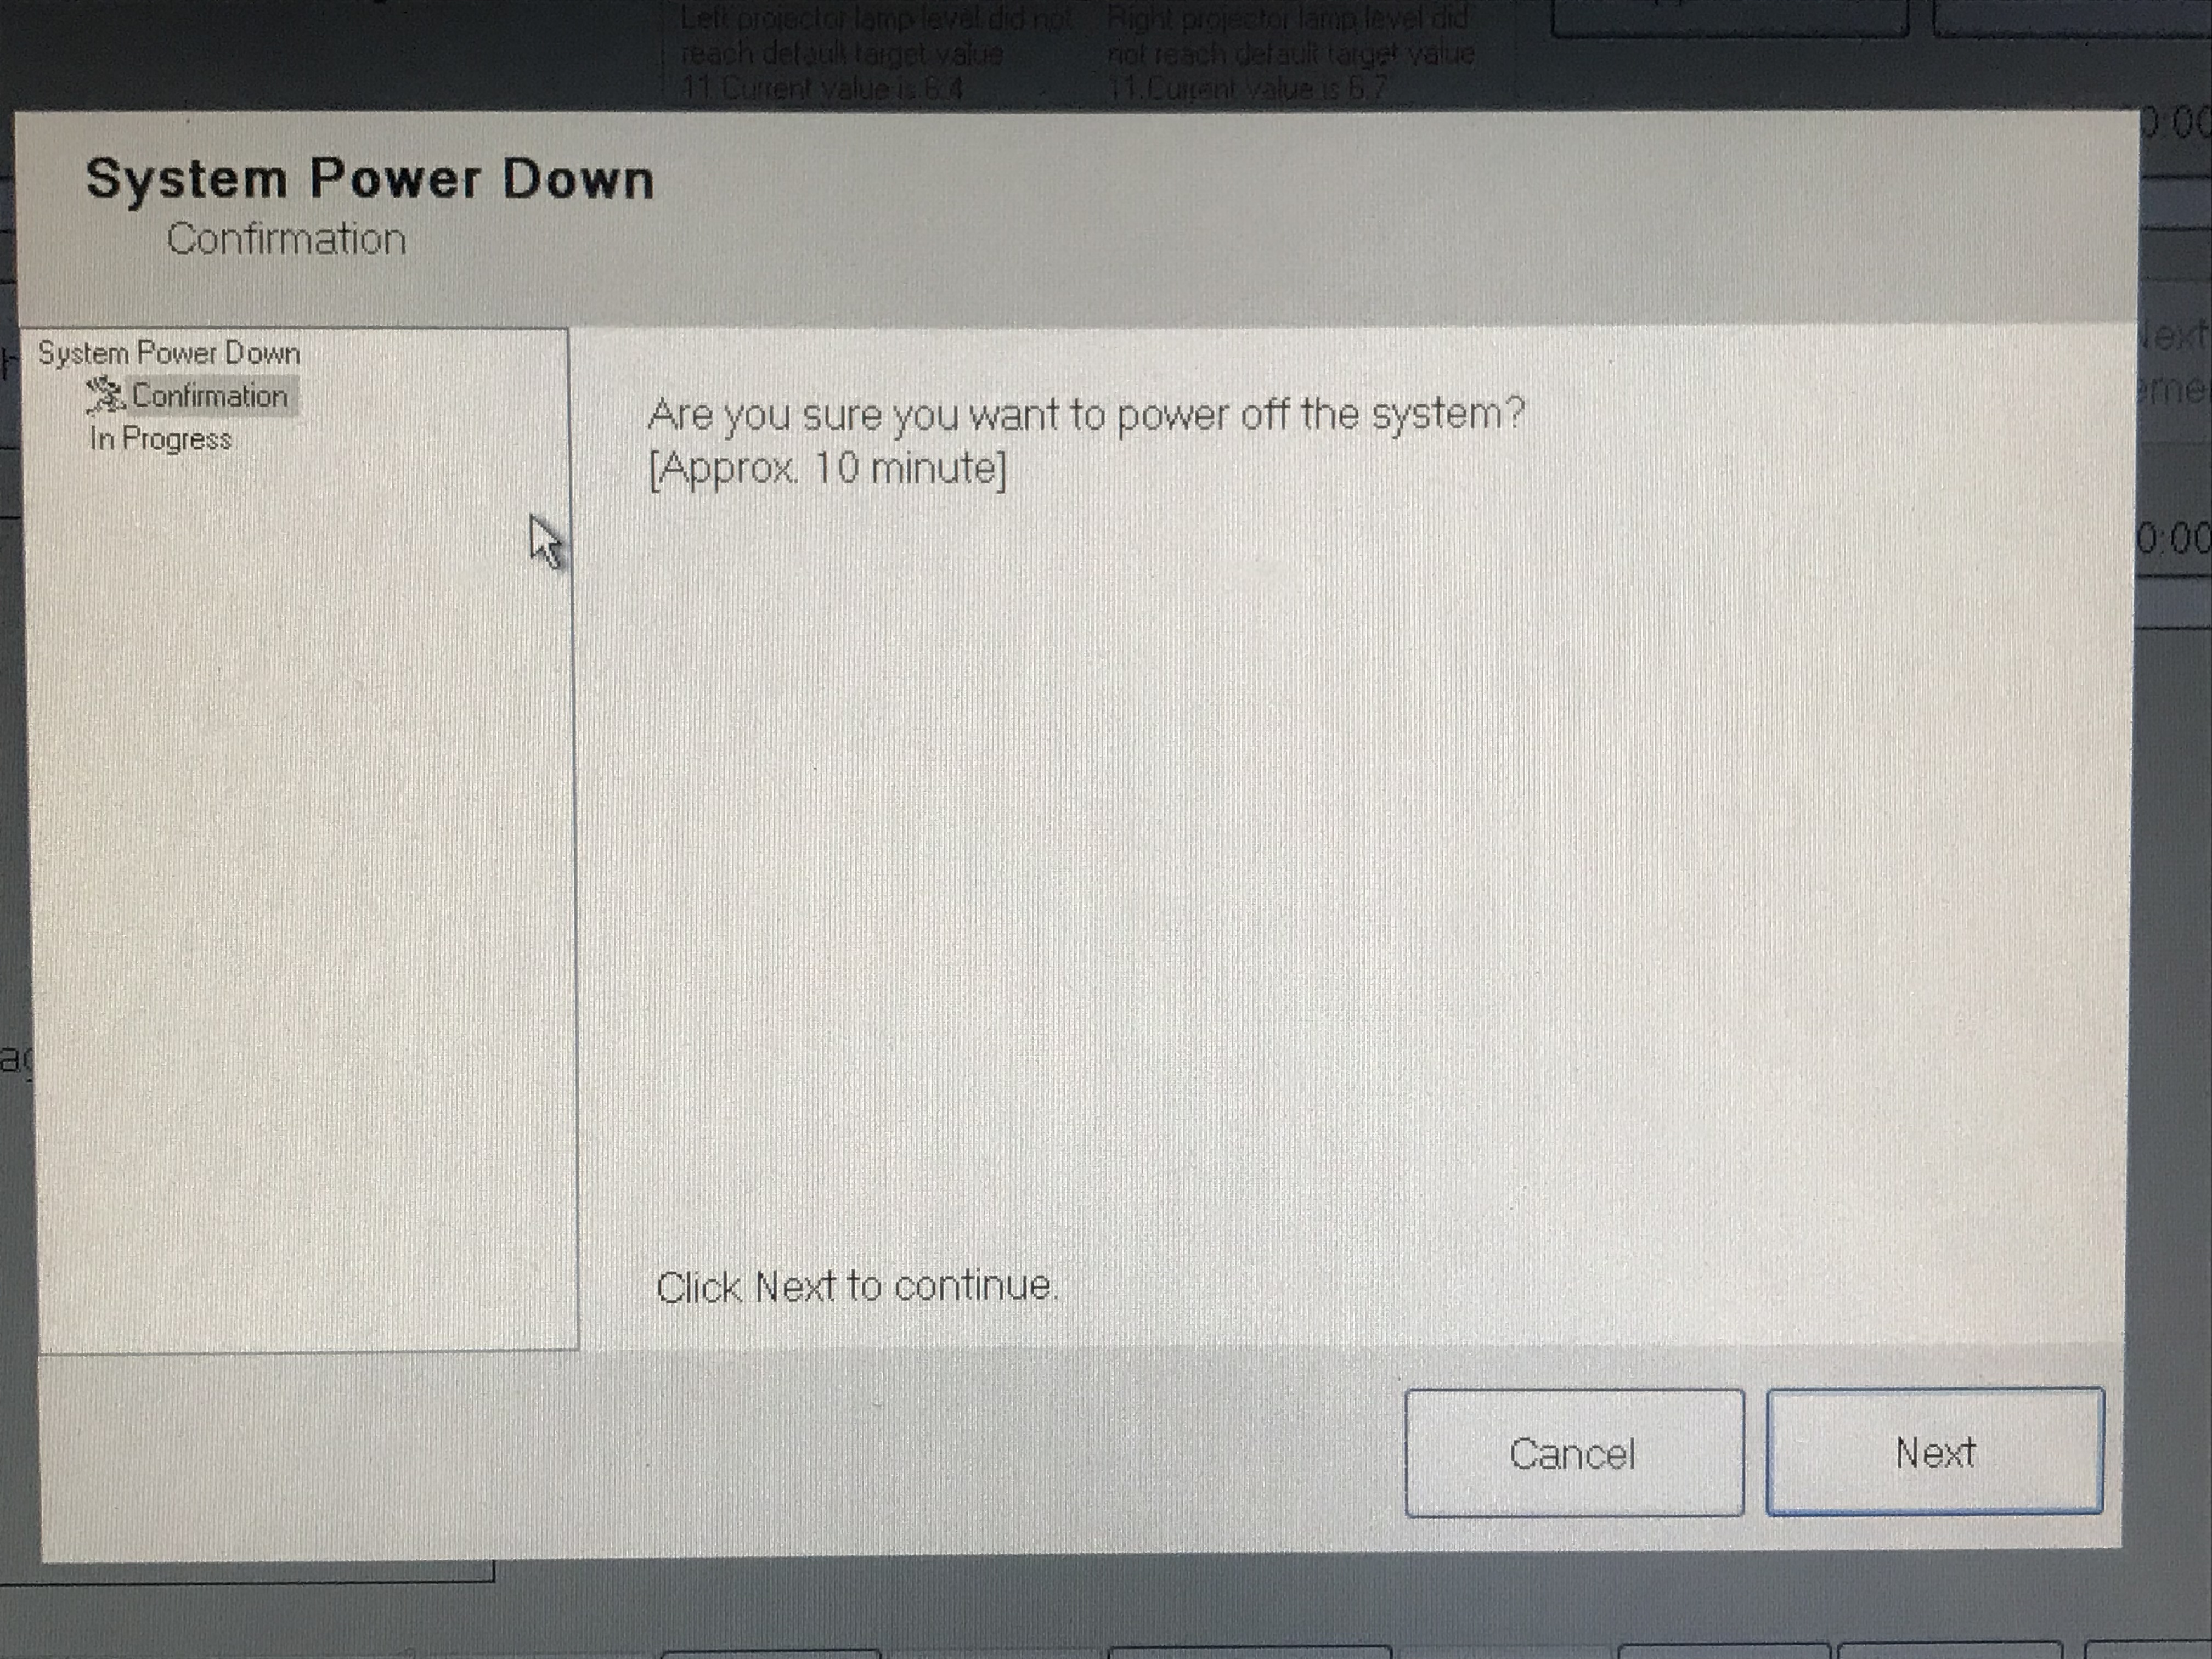 Left projector lamp level did not
reach default target value
11.Current value is 6.4
Right projector lamp level did
not reach default target value
11.Current value is 6.7
System Power Down
Confirmation
System Power Down
Confirmation
In Progress
Are you sure you want to power off the system?
[Approx. 10 minute]
Click Next to continue.
Cancel
Next
0:00
0:00